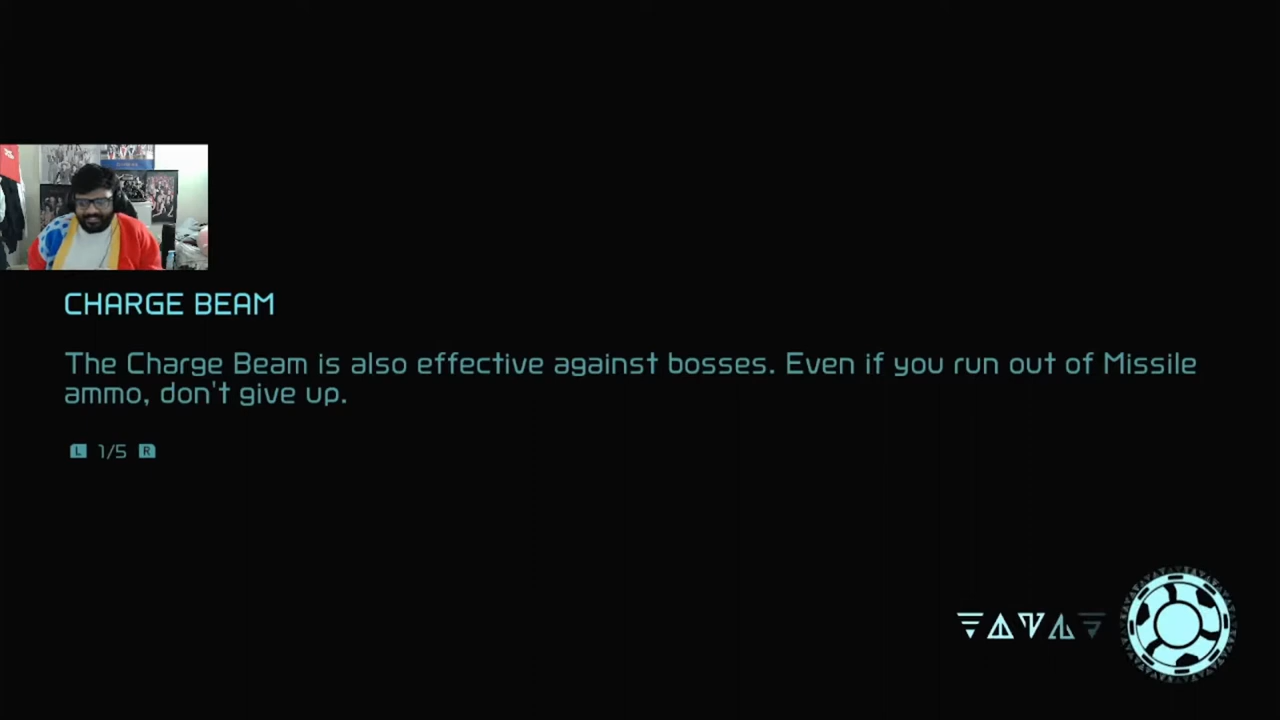 CHARGE BEAM
The Charge Beam is also effective against bosses. Even if you run out of Missile
ammo, don't give up.
L 1/5 R